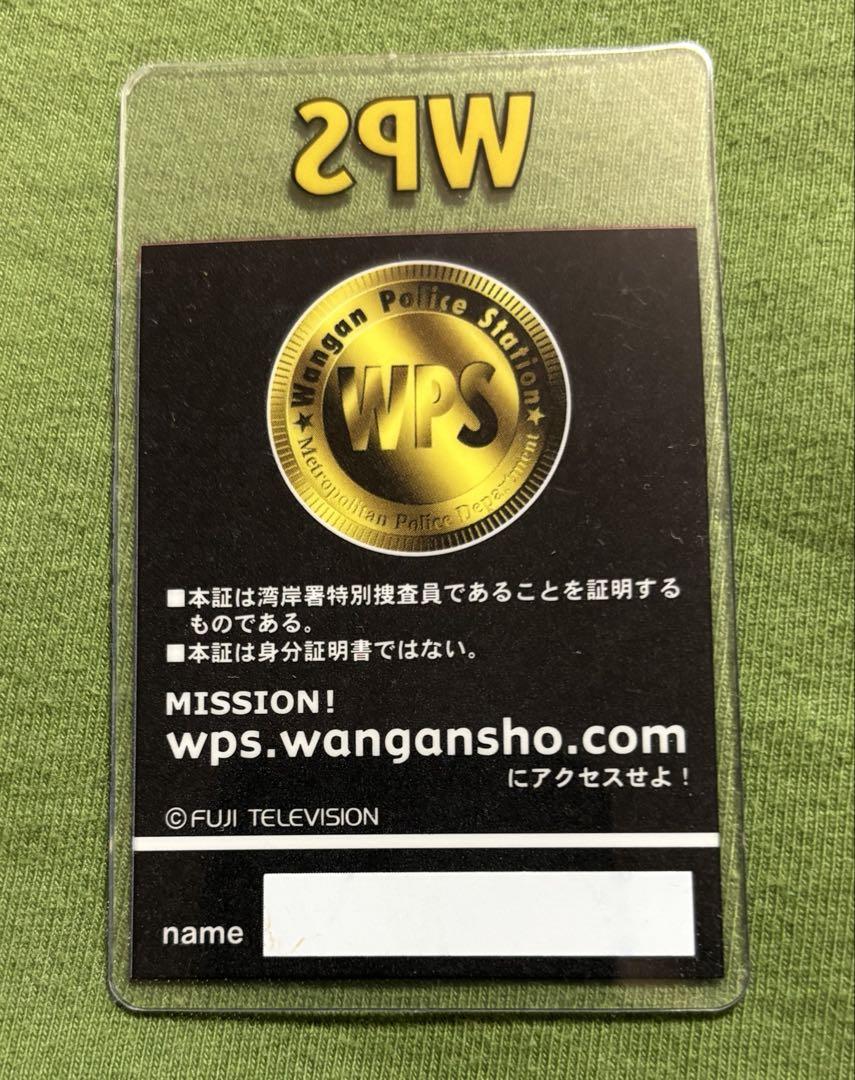 WPS
Wangan Police Station
WPS
Metropolitan Police Department
■本証は湾岸署特別捜査員であることを証明する
ものである。
■本証は身分証明書ではない。
MISSION!
wps.wangansho.com
にアクセスせよ!
©FUJI TELEVISION
name